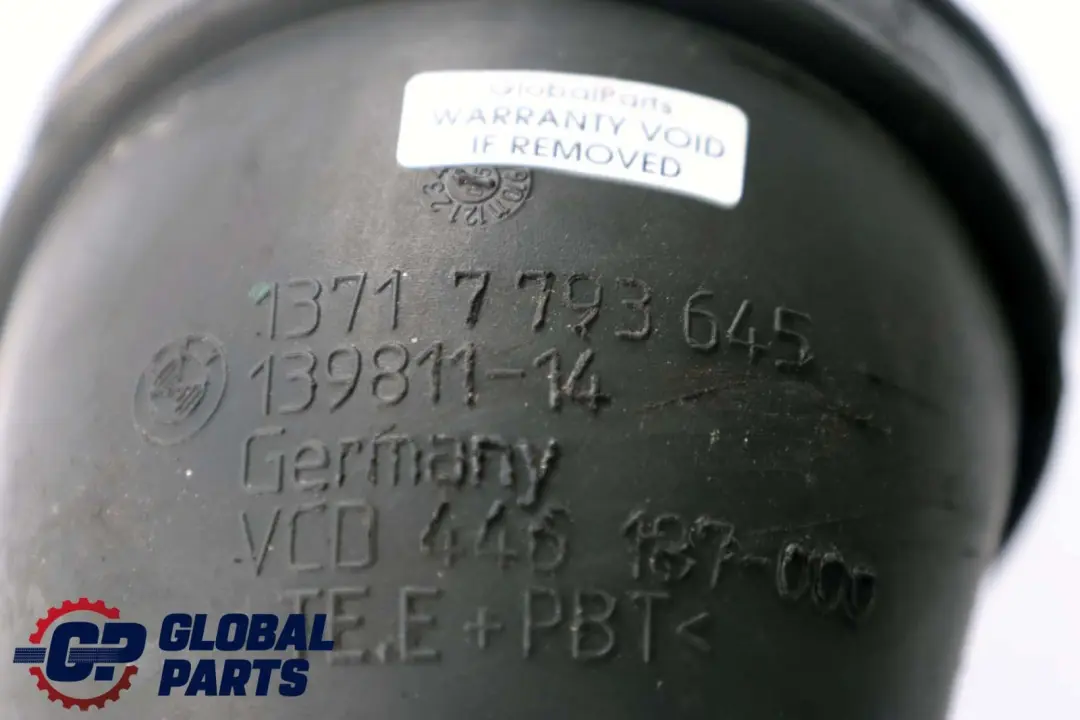 GlobalParts
WARRANTY VOID
IF REMOVED
1371 7 793 645
139811-14
Germany
VCD 446 187-000
TE.E+PBT<
GP GLOBAL
PARTS